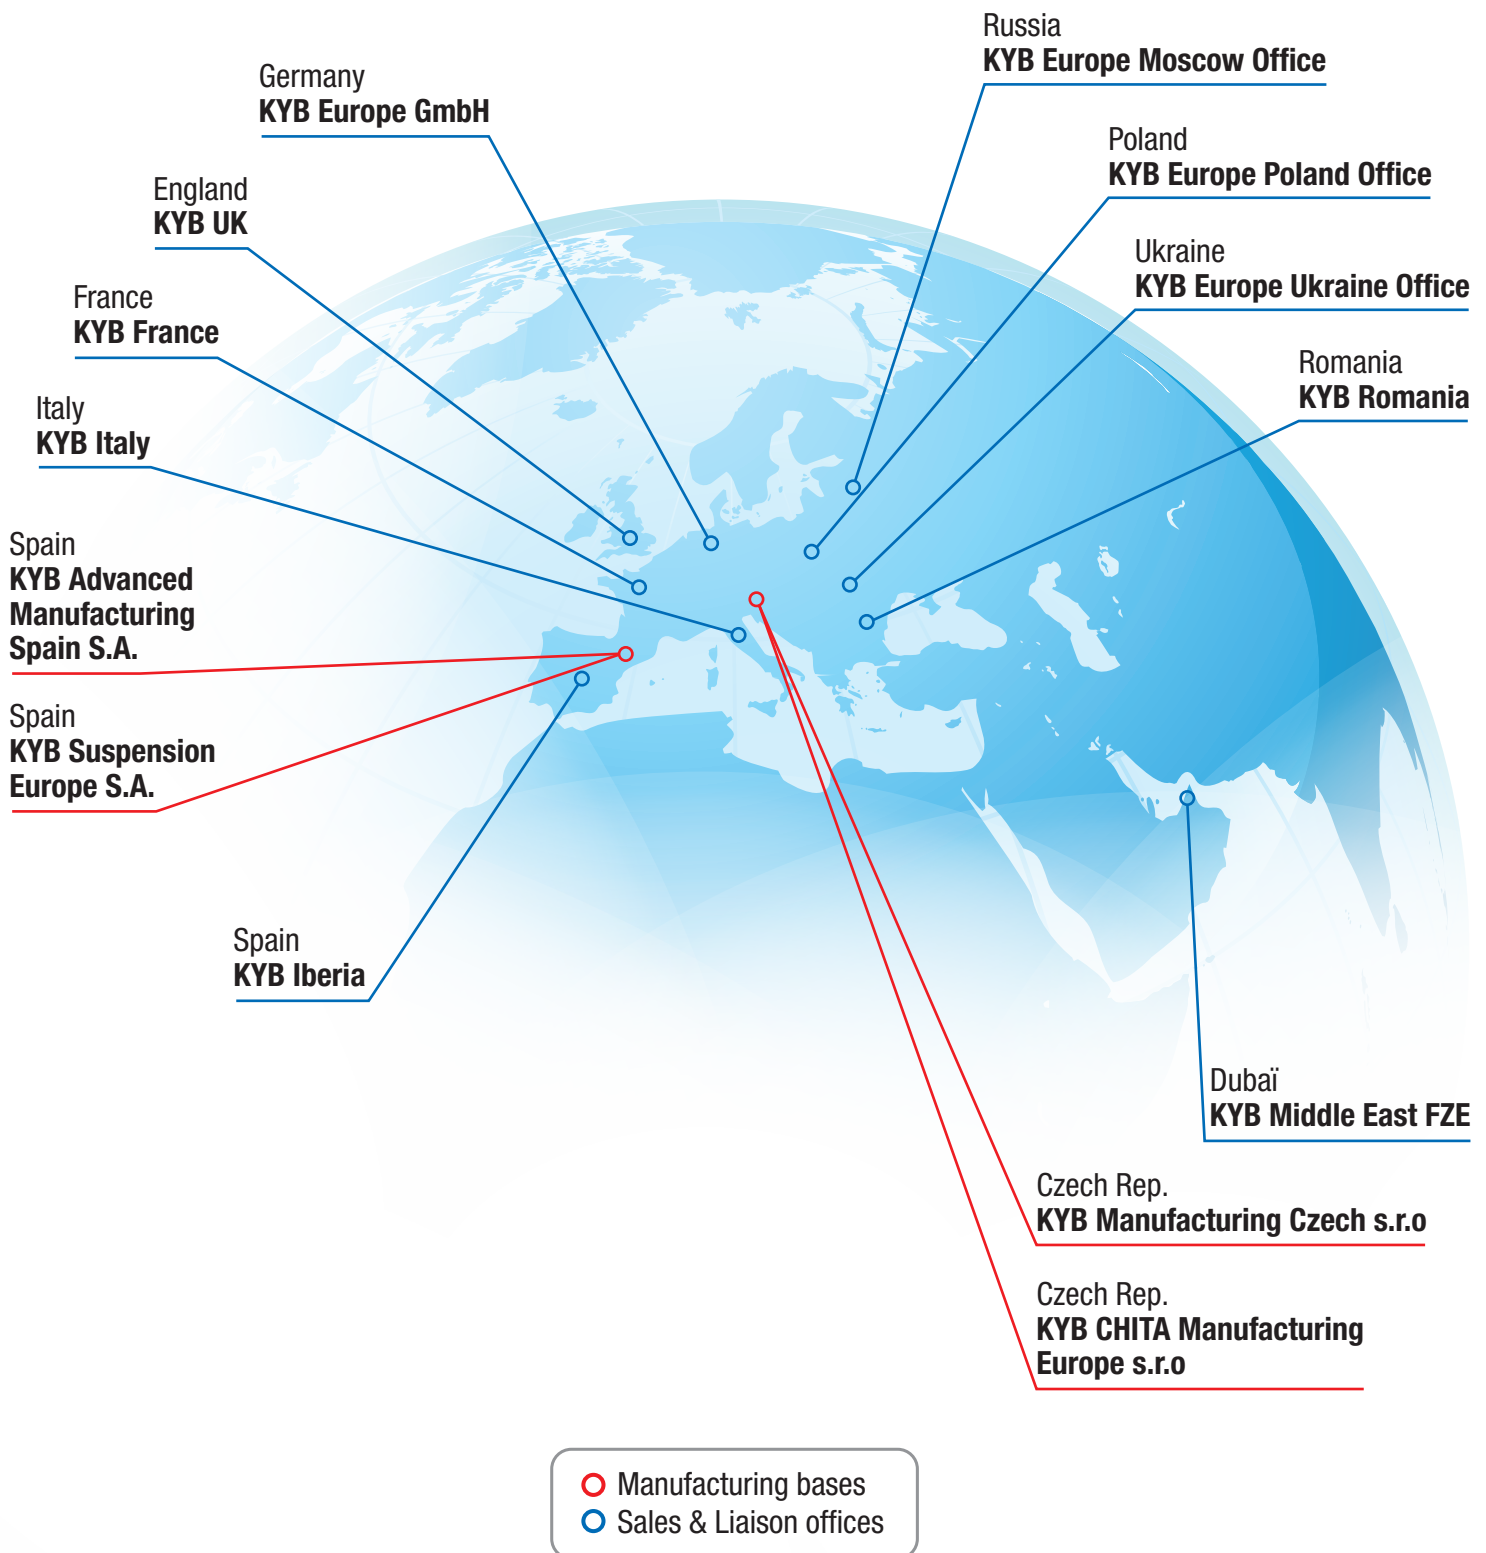 Russia
KYB Europe Moscow Office
Germany
KYB Europe GmbH
Poland
KYB Europe Poland Office
England
KYB UK
Ukraine
KYB Europe Ukraine Office
France
KYB France
Romania
KYB Romania
Italy
KYB Italy
Spain
KYB Advanced
Manufacturing
Spain S.A.
Spain
KYB Suspension
Europe S.A.
Spain
KYB Iberia
Dubaï
KYB Middle East FZE
Czech Rep.
KYB Manufacturing Czech s.r.o
Czech Rep.
KYB CHITA Manufacturing
Europe s.r.o
Manufacturing bases
Sales & Liaison offices